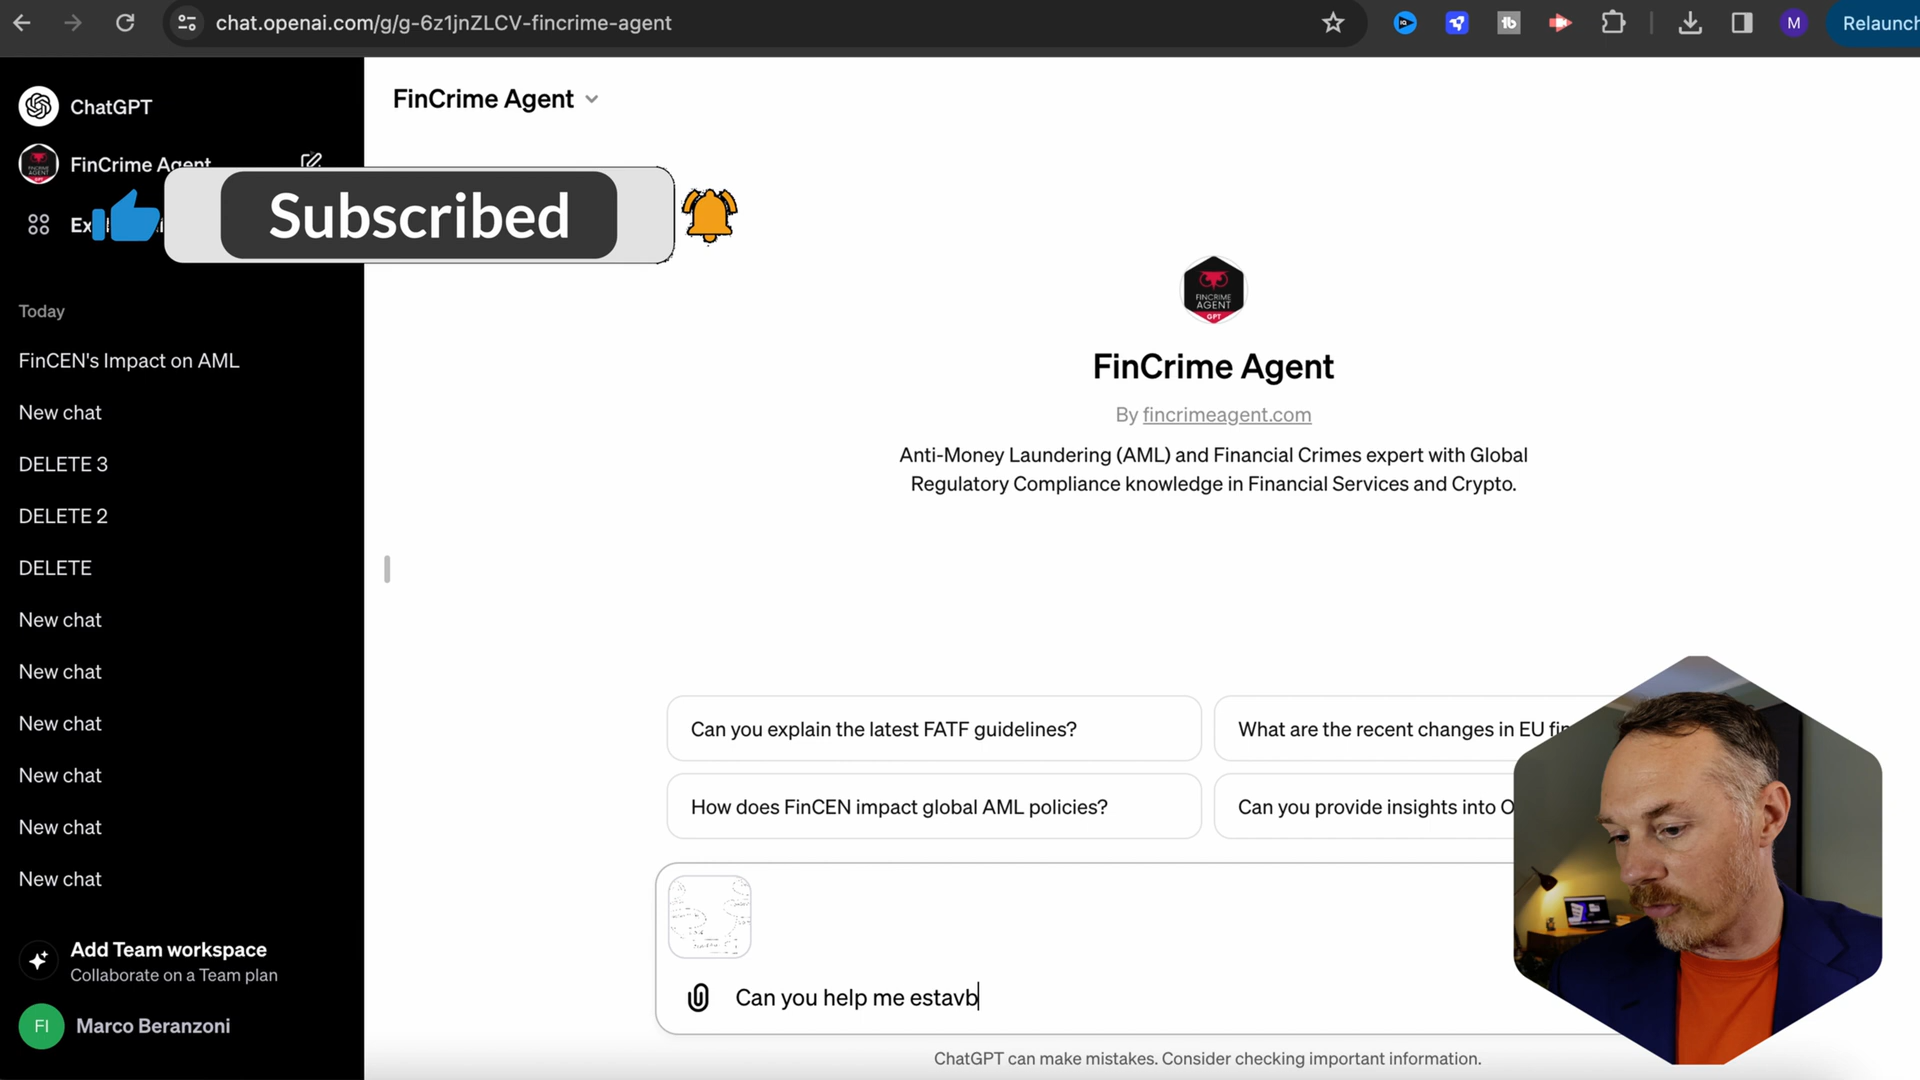 chat.openai.com/g/g-6z1jnZLCV-fincrime-agent
M
Relaunch
ChatGPT
FinCrime Agent
FinCrime Agent
Subscribed
Ex
Today
FinCEN's Impact on AML
New chat
DELETE 3
DELETE 2
DELETE
New chat
New chat
New chat
New chat
New chat
New chat
Add Team workspace
Collaborate on a Team plan
FI
Marco Beranzoni
FINCRIME
AGENT
GPT
FinCrime Agent
By fincrimeagent.com
Anti-Money Laundering (AML) and Financial Crimes expert with Global
Regulatory Compliance knowledge in Financial Services and Crypto.
Can you explain the latest FATF guidelines?
What are the recent changes in EU fin
How does FinCEN impact global AML policies?
Can you provide insights into O
Can you help me estavb
ChatGPT can make mistakes. Consider checking important information.